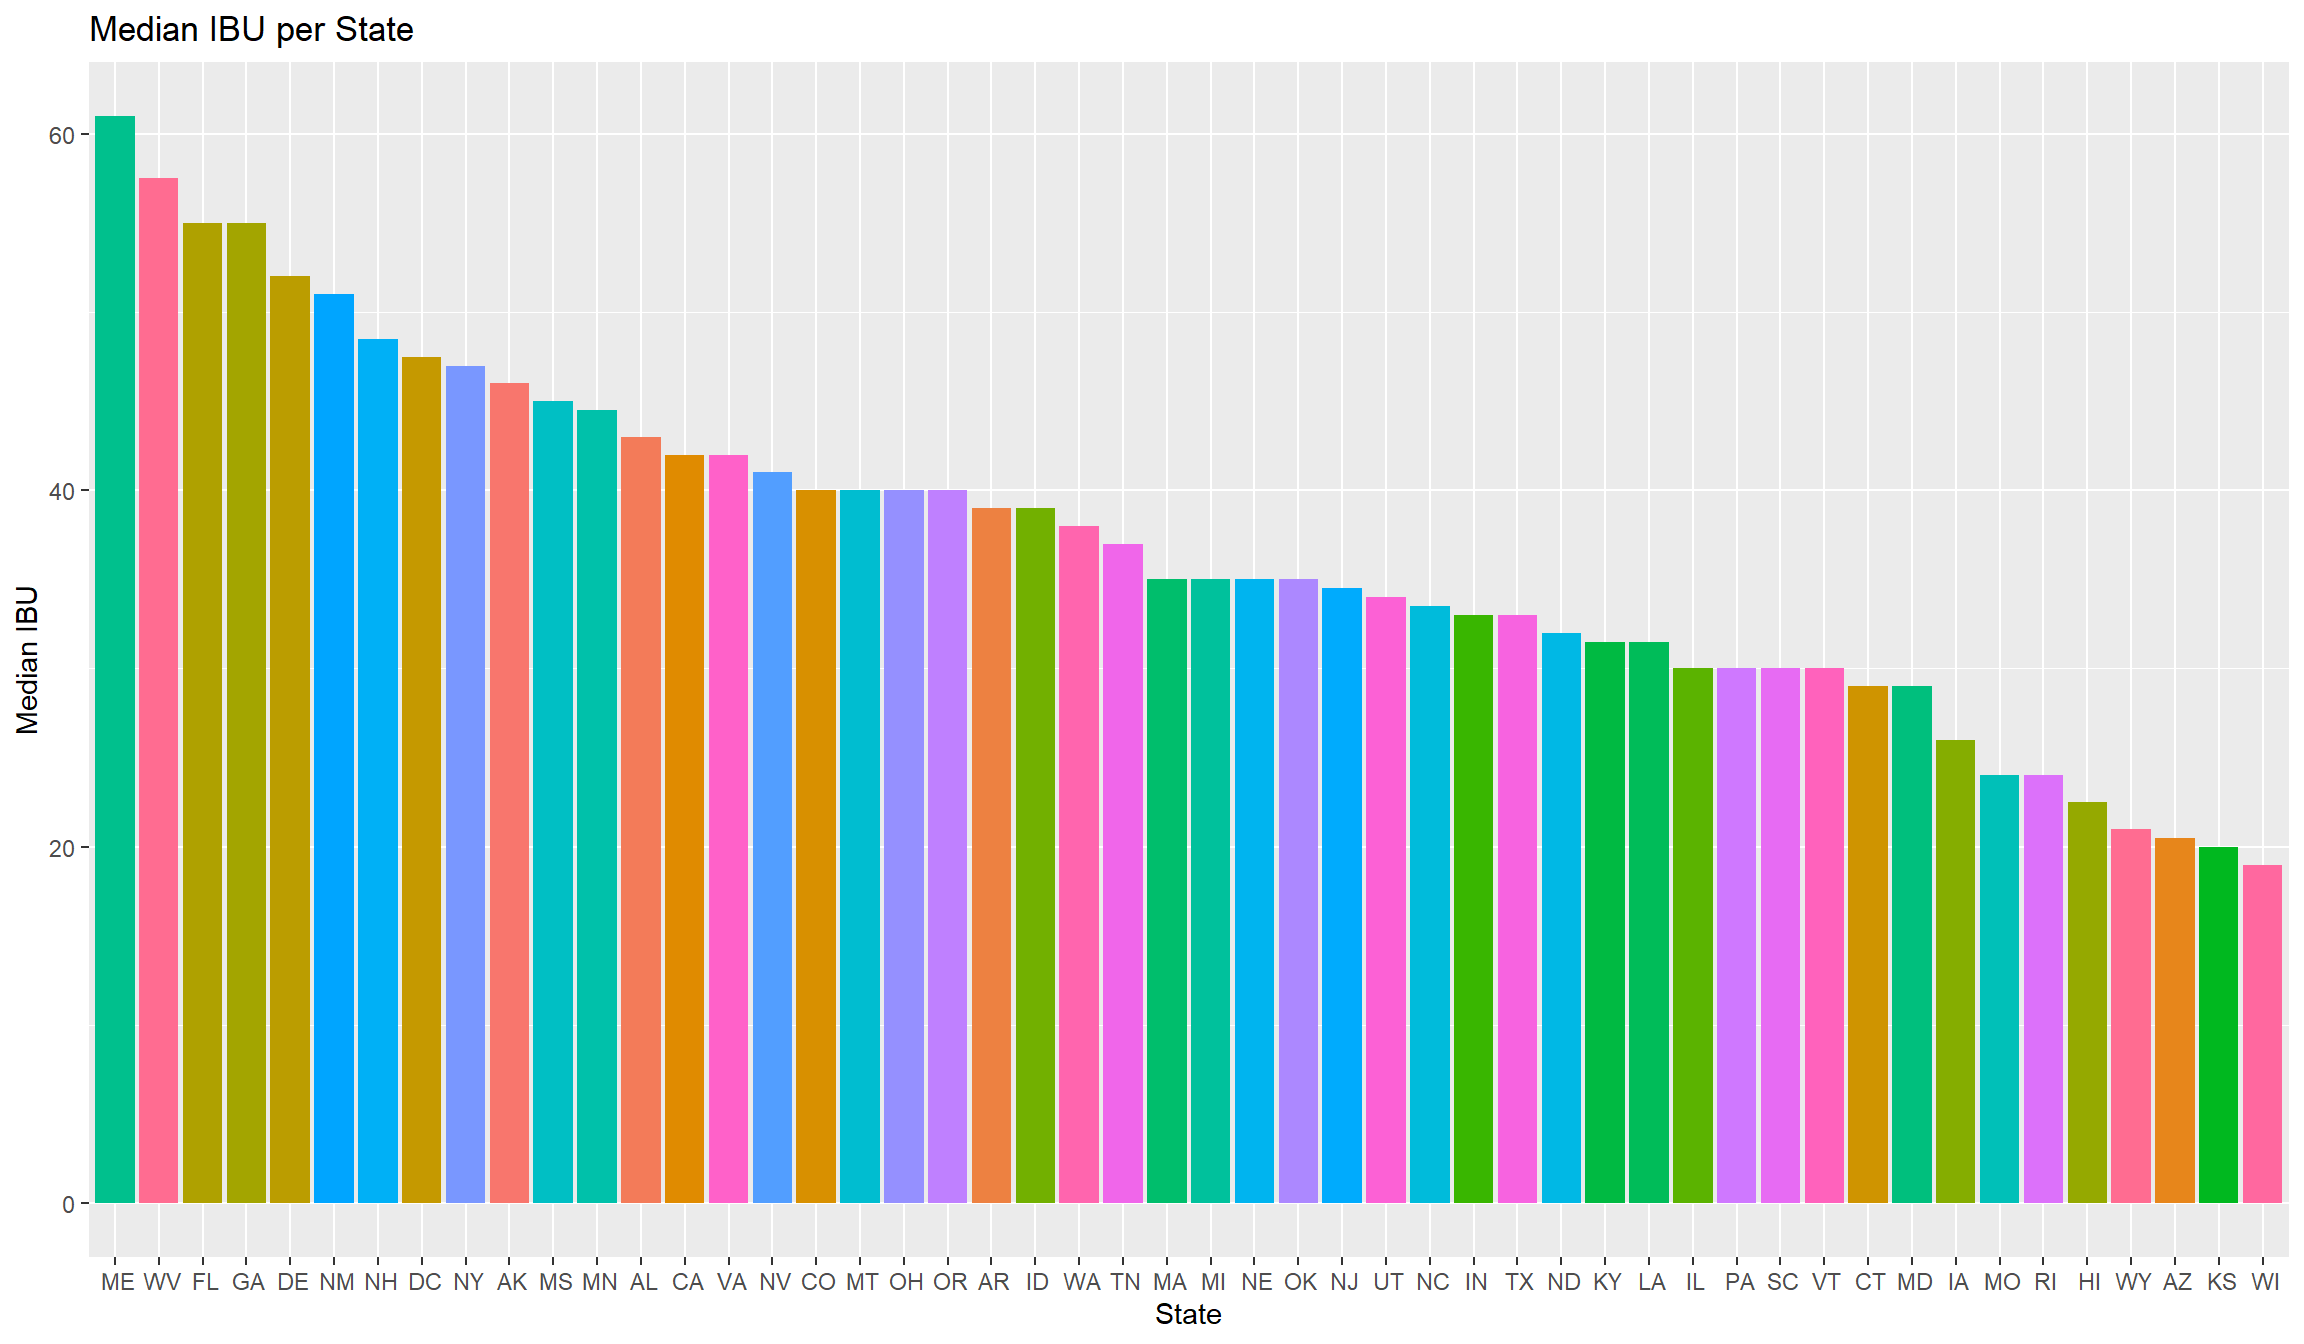 Median IBU per State
60
40
20
0
Median IBU
ME WV FL GA DE NM NH DC NY AK MS MN AL CA VA NV CO MT OH OR AR ID WA TN MA MI NE OK NJ UT NC IN TX ND KY LA IL PA SC VT CT MD IA MO RI HI WY AZ KS WI
State